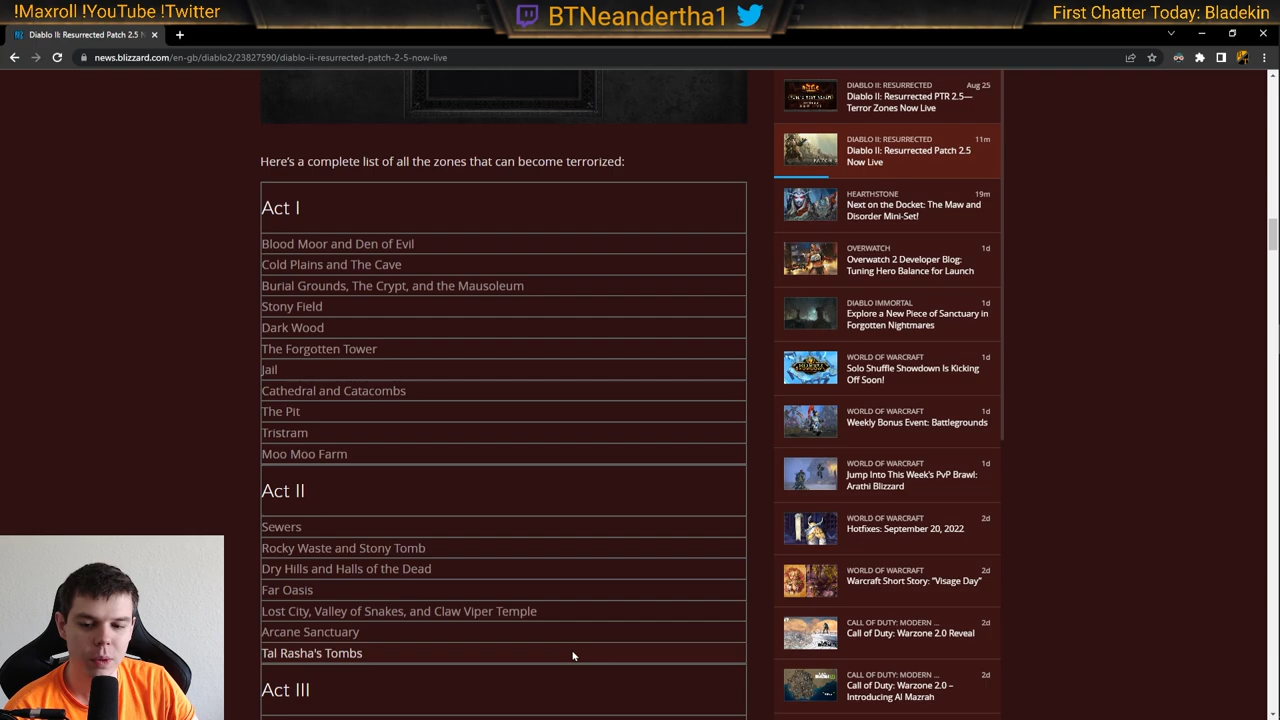 !Maxroll !YouTube !Twitter
BTNeandertha1
First Chatter Today: Bladekin
Diablo II: Resurrected Patch 2.5 N
news.blizzard.com/en-gb/diablo2/23827590/diablo-ii-resurrected-patch-2-5-now-live
Here's a complete list of all the zones that can become terrorized:
Act I
Blood Moor and Den of Evil
Cold Plains and The Cave
Burial Grounds, The Crypt, and the Mausoleum
Stony Field
Dark Wood
The Forgotten Tower
Jail
Cathedral and Catacombs
The Pit
Tristram
Moo Moo Farm
Act II
Sewers
Rocky Waste and Stony Tomb
Dry Hills and Halls of the Dead
Far Oasis
Lost City, Valley of Snakes, and Claw Viper Temple
Arcane Sanctuary
Tal Rasha's Tombs
Act III
DIABLO II: RESURRECTED Aug 25
Diablo II: Resurrected PTR 2.5—
Terror Zones Now Live
DIABLO II: RESURRECTED 11m
Diablo II: Resurrected Patch 2.5
Now Live
HEARTHSTONE 19m
Next on the Docket: The Maw and
Disorder Mini-Set!
OVERWATCH 1d
Overwatch 2 Developer Blog:
Tuning Hero Balance for Launch
DIABLO IMMORTAL 1d
Explore a New Piece of Sanctuary in
Forgotten Nightmares
WORLD OF WARCRAFT 1d
Solo Shuffle Showdown Is Kicking
Off Soon!
WORLD OF WARCRAFT 1d
Weekly Bonus Event: Battlegrounds
WORLD OF WARCRAFT 1d
Jump Into This Week's PvP Brawl:
Arathi Blizzard
WORLD OF WARCRAFT 2d
Hotfixes: September 20, 2022
WORLD OF WARCRAFT 2d
Warcraft Short Story: "Visage Day"
CALL OF DUTY: MODERN ... 2d
Call of Duty: Warzone 2.0 Reveal
CALL OF DUTY: MODERN ... 2d
Call of Duty: Warzone 2.0 –
Introducing Al Mazrah